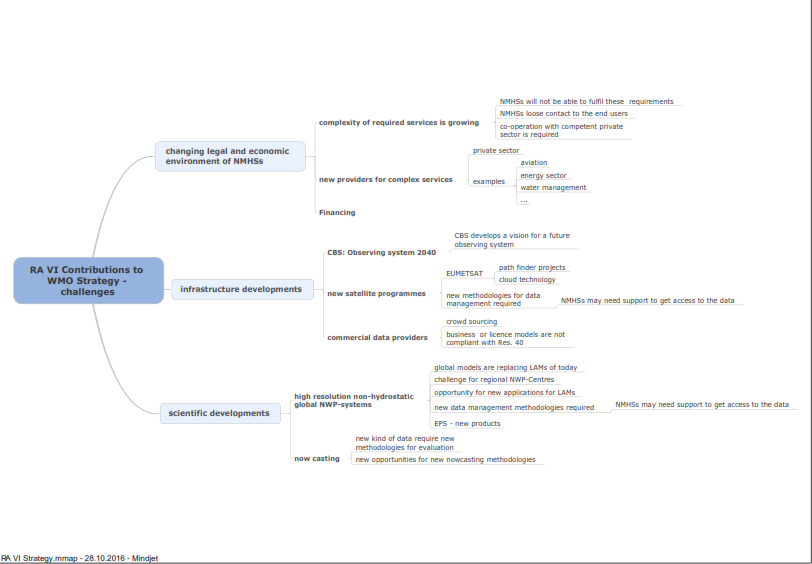 RA VI Contributions to
WMO Strategy -
challenges
changing legal and economic
environment of NMHSs
complexity of required services is growing
NMHSs will not be able to fulfil these requirements
NMHSs loose contact to the end users
co-operation with competent private
sector is required
new providers for complex services
private sector
examples
aviation
energy sector
water management
...
Financing
infrastructure developments
CBS: Observing system 2040
CBS develops a vision for a future
observing system
new satellite programmes
EUMETSAT
path finder projects
cloud technology
new methodologies for data
management required
NMHSs may need support to get access to the data
commercial data providers
crowd sourcing
business or licence models are not
compliant with Res. 40
scientific developments
high resolution non-hydrostatic
global NWP-systems
global models are replacing LAMs of today
challenge for regional NWP-Centres
opportunity for new applications for LAMs
new data management methodologies required
NMHSs may need support to get access to the data
EPS - new products
now casting
new kind of data require new
methodologies for evaluation
new opportunities for new nowcasting methodologies
RA VI Strategy.mmap - 28.10.2016 - Mindjet